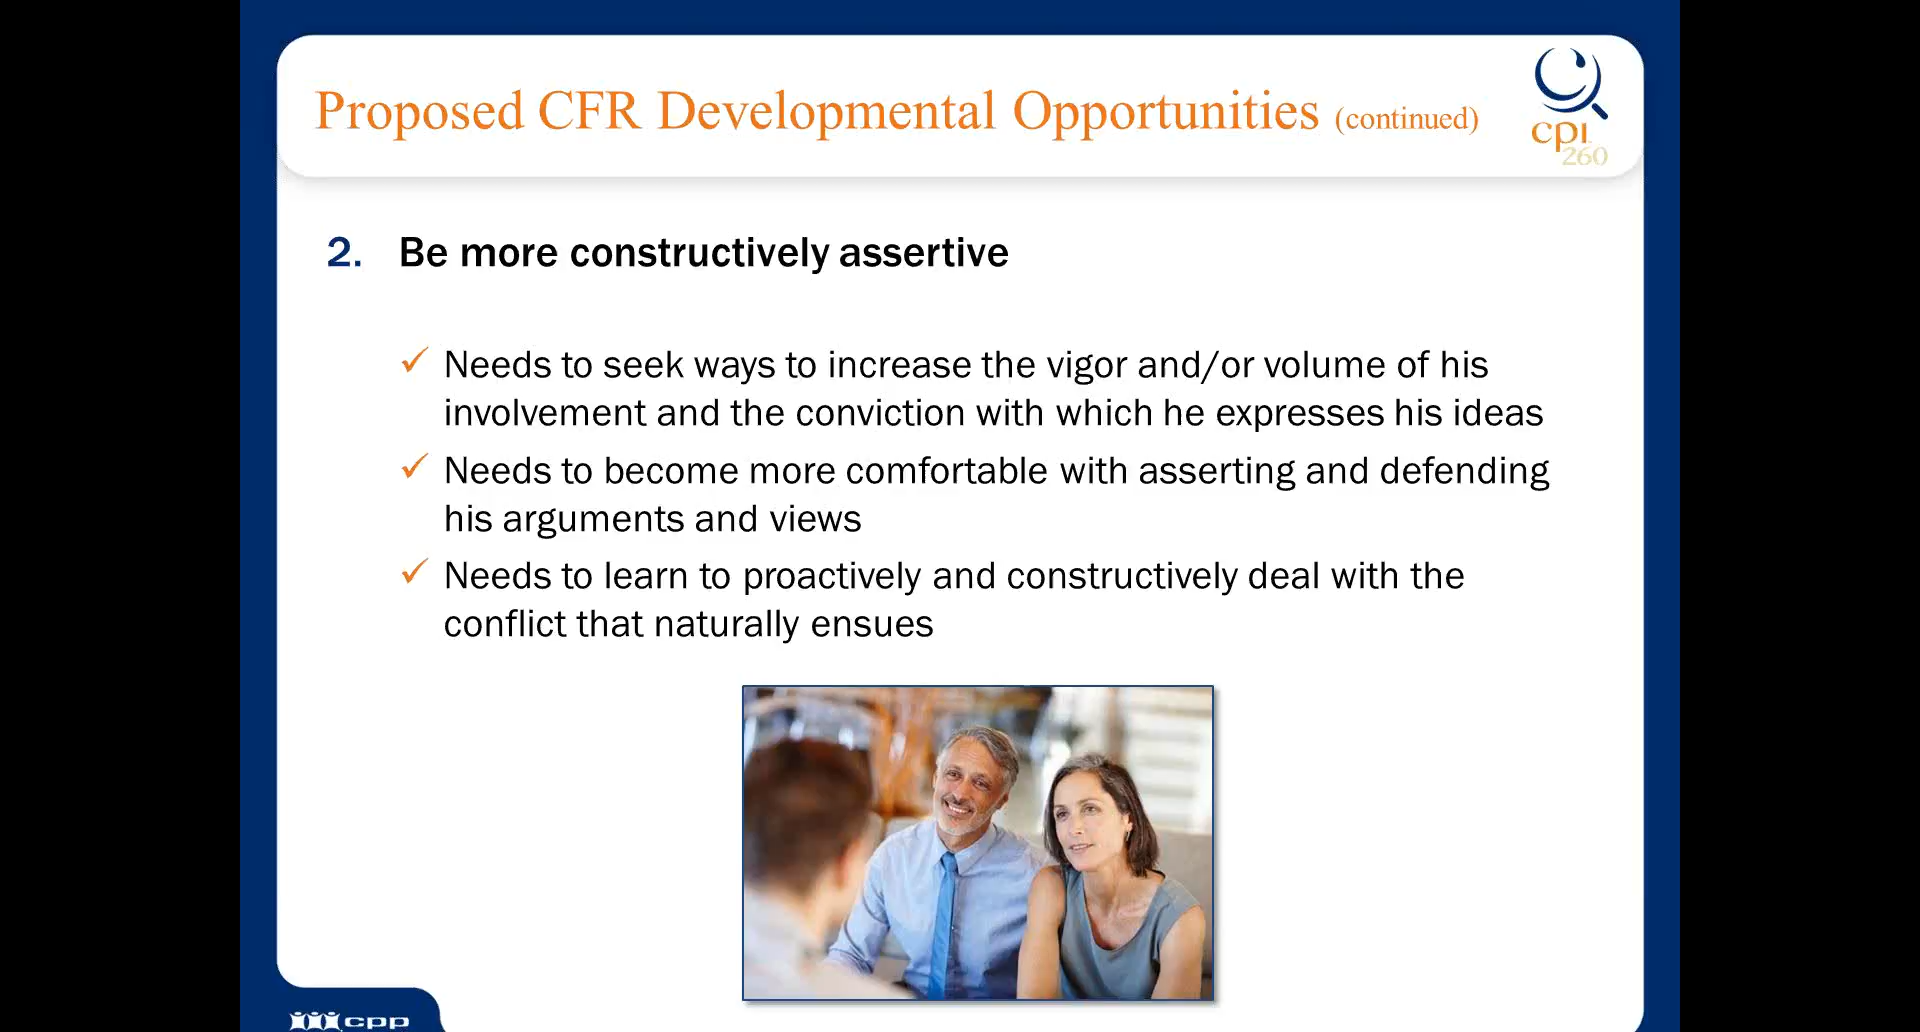 Proposed CFR Developmental Opportunities (continued)
cpi
260
2. Be more constructively assertive
✓ Needs to seek ways to increase the vigor and/or volume of his
involvement and the conviction with which he expresses his ideas
✓ Needs to become more comfortable with asserting and defending
his arguments and views
✓ Needs to learn to proactively and constructively deal with the
conflict that naturally ensues
cpp